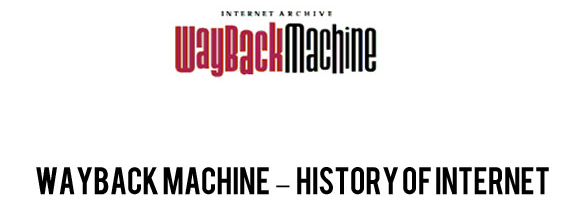 INTERNET ARCHIVE
WayBackMachine
WAYBACK MACHINE – HISTORY OF INTERNET